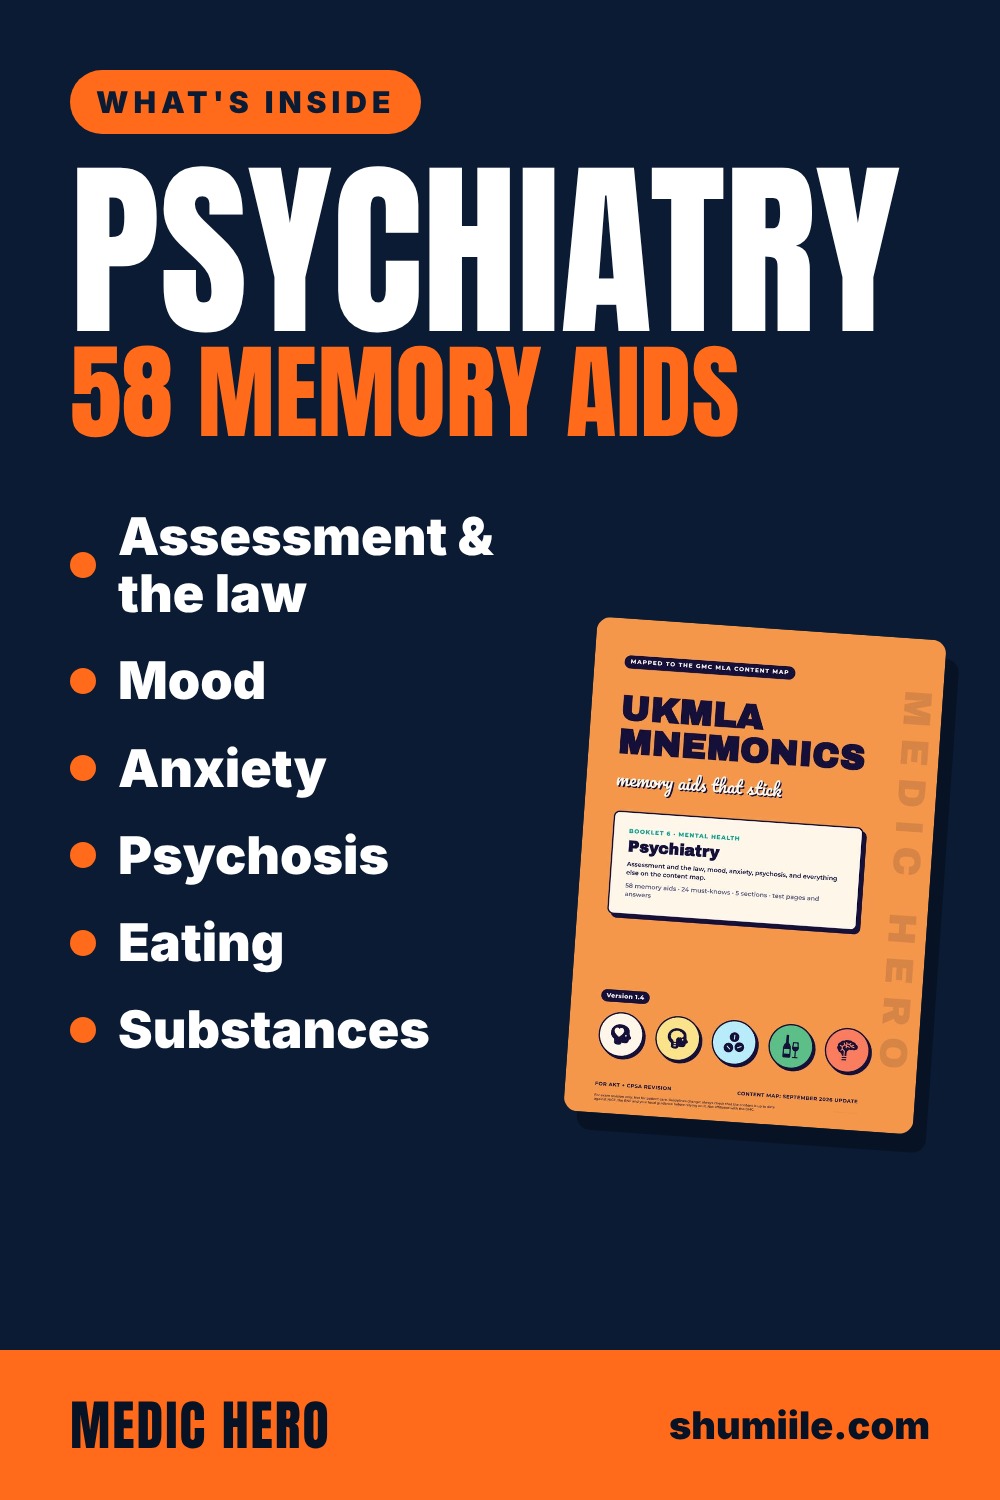 WHAT'S INSIDE
PSYCHIATRY
58 MEMORY AIDS
Assessment &
the law
Mood
Anxiety
Psychosis
Eating
Substances
MAPPED TO THE GMC MLA CONTENT MAP
UKMLA
MNEMONICS
memory aids that stick
BOOKLET 6 · MENTAL HEALTH
Psychiatry
Assessment and the law, mood, anxiety, psychosis, and everything
else on the content map.
58 memory aids · 24 must-knows · 5 sections · test pages and
answers
MEDIC HERO
Version 1.4
FOR AKT + CPSA REVISION
CONTENT MAP: SEPTEMBER 2026 UPDATE
MEDIC HERO
shumiile.com